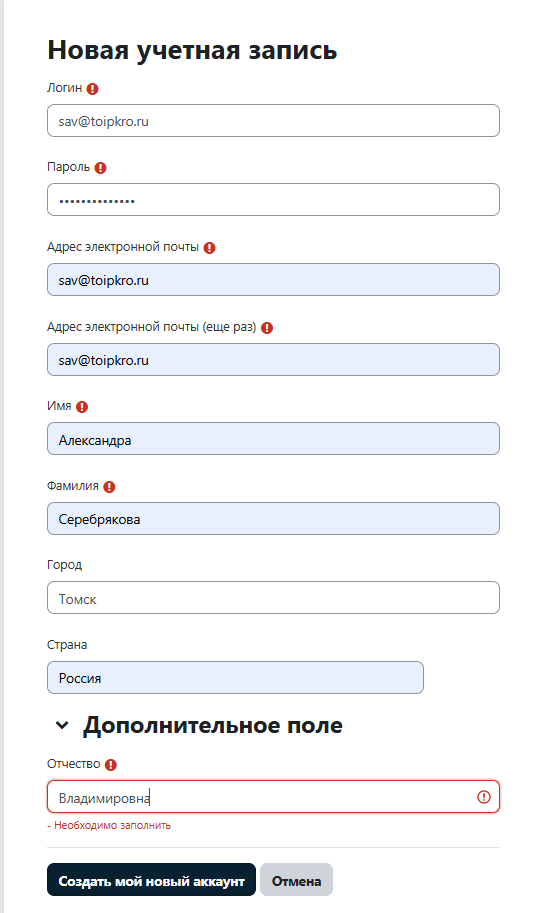 Новая учетная запись
Логин
sav@toipkro.ru
Пароль
••••••••••••••
Адрес электронной почты
sav@toipkro.ru
Адрес электронной почты (еще раз)
sav@toipkro.ru
Имя
Александра
Фамилия
Серебрякова
Город
Томск
Страна
Россия
Дополнительное поле
Отчество
Владимировна
- Необходимо заполнить
Создать мой новый аккаунт Отмена